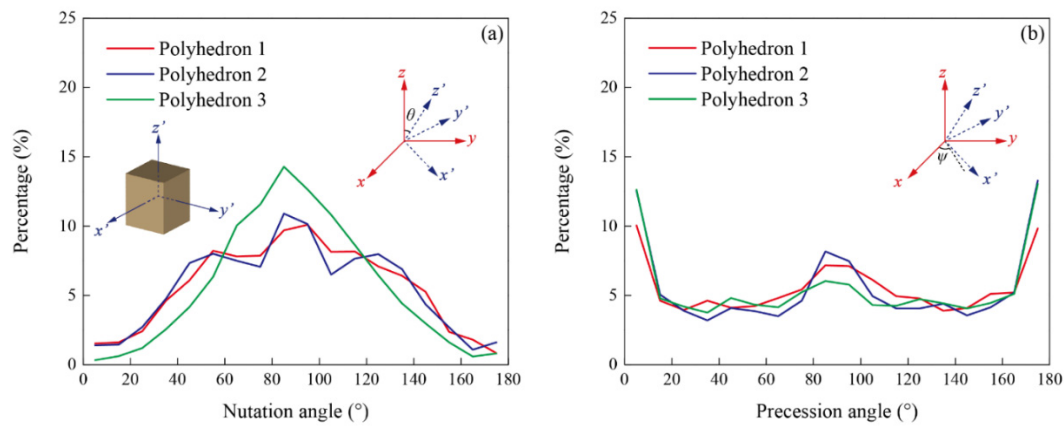 (a)
Polyhedron 1
Polyhedron 2
Polyhedron 3
25
20
15
10
5
0
Percentage (%)
z
z'
θ
y'
y
x
x'
z'
y'
x'
0 20 40 60 80 100 120 140 160 180
Nutation angle (°)
(b)
Polyhedron 1
Polyhedron 2
Polyhedron 3
25
20
15
10
5
0
Percentage (%)
z
z'
y'
y
ψ
x
x'
0 20 40 60 80 100 120 140 160 180
Precession angle (°)